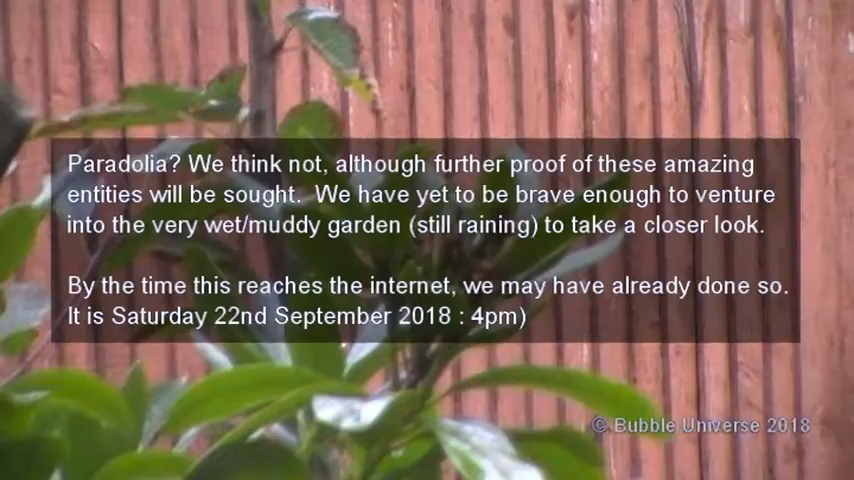 Paradolia? We think not, although further proof of these amazing
entities will be sought.  We have yet to be brave enough to venture
into the very wet/muddy garden (still raining) to take a closer look.
By the time this reaches the internet, we may have already done so.
It is Saturday 22nd September 2018 : 4pm)
© Bubble Universe 2018